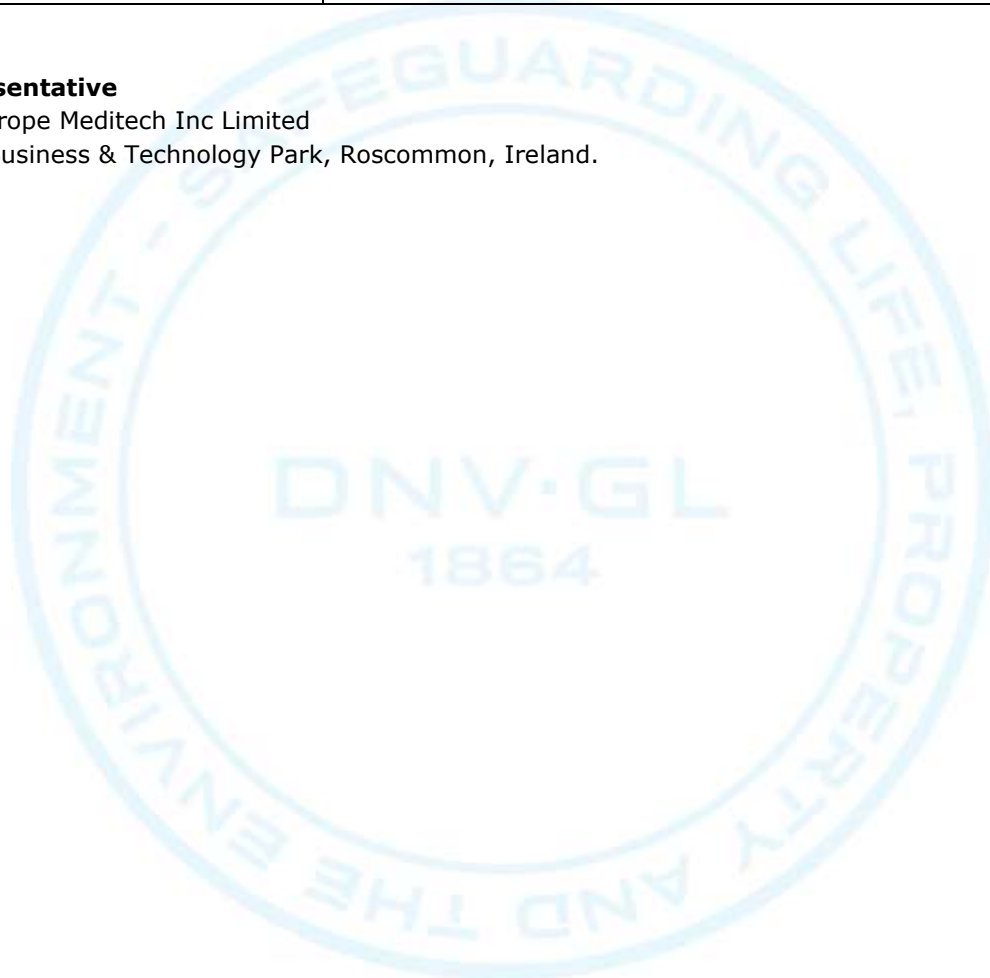 sentative
rope Meditech Inc Limited
usiness & Technology Park, Roscommon, Ireland.
SAFEGUARDING LIFE, PROPERTY AND THE ENVIRONMENT -
DNV·GL
1864